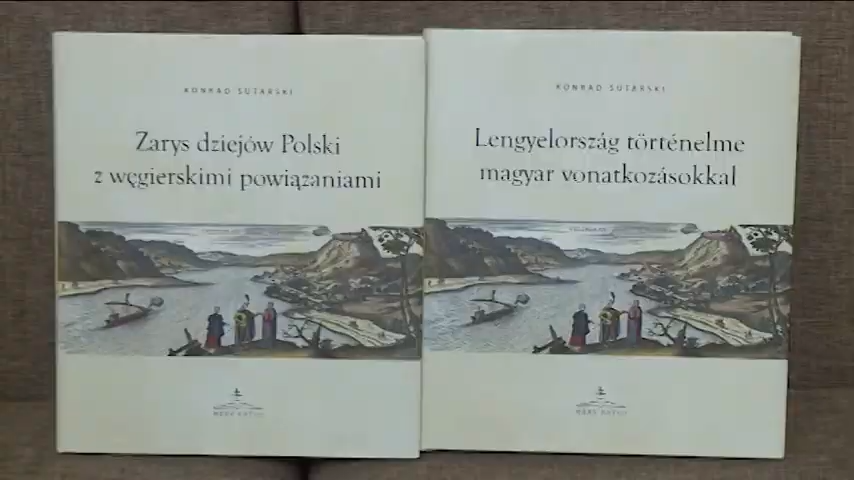 KONRAD SUTARSKI
Zarys dziejów Polski
z węgierskimi powiązaniami
KONRAD SUTARSKI
Lengyelország történelme
magyar vonatkozásokkal